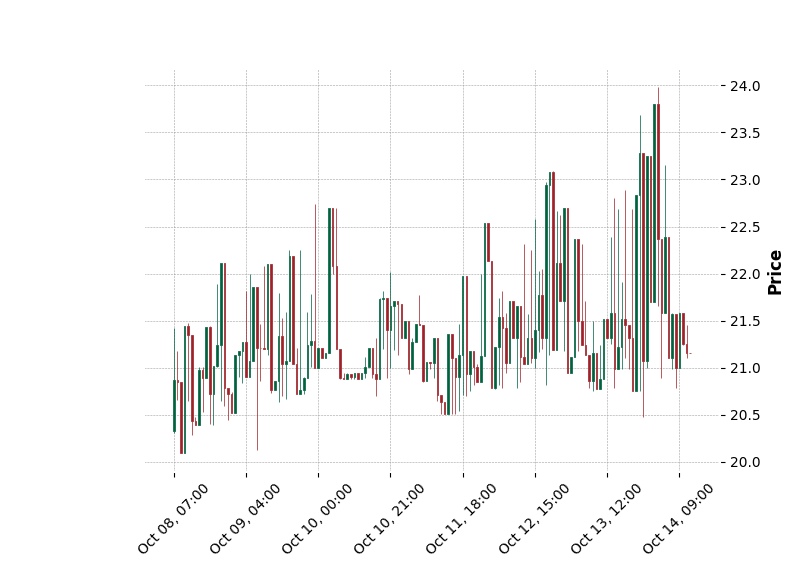 24.0
23.5
23.0
22.5
22.0
21.5
21.0
20.5
20.0
Price
Oct 08, 07:00
Oct 09, 04:00
Oct 10, 00:00
Oct 10, 21:00
Oct 11, 18:00
Oct 12, 15:00
Oct 13, 12:00
Oct 14, 09:00